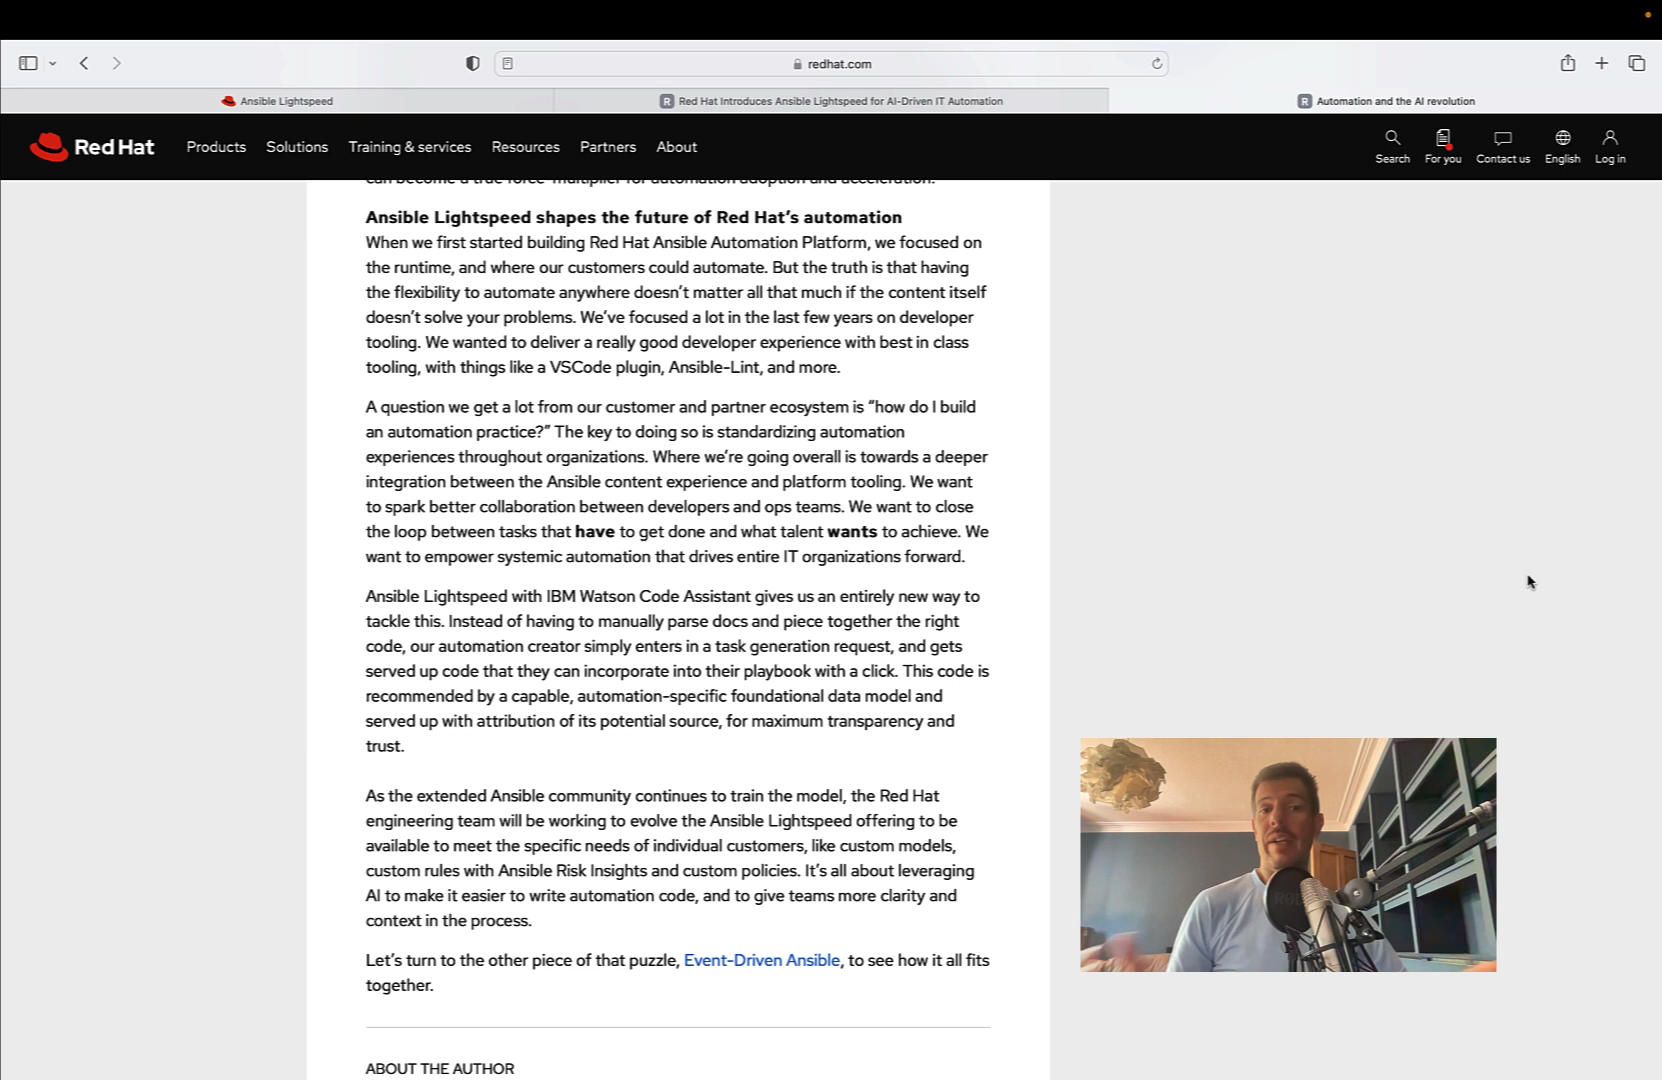 redhat.com
Ansible Lightspeed
Red Hat Introduces Ansible Lightspeed for AI-Driven IT Automation
Automation and the AI revolution
Red Hat
Products
Solutions
Training & services
Resources
Partners
About
Search
For you
Contact us
English
Log in
can become a true force-multiplier for automation adoption and acceleration.
Ansible Lightspeed shapes the future of Red Hat’s automation
When we first started building Red Hat Ansible Automation Platform, we focused on
the runtime, and where our customers could automate. But the truth is that having
the flexibility to automate anywhere doesn’t matter all that much if the content itself
doesn’t solve your problems. We’ve focused a lot in the last few years on developer
tooling. We wanted to deliver a really good developer experience with best in class
tooling, with things like a VSCode plugin, Ansible-Lint, and more.
A question we get a lot from our customer and partner ecosystem is “how do I build
an automation practice?” The key to doing so is standardizing automation
experiences throughout organizations. Where we’re going overall is towards a deeper
integration between the Ansible content experience and platform tooling. We want
to spark better collaboration between developers and ops teams. We want to close
the loop between tasks that have to get done and what talent wants to achieve. We
want to empower systemic automation that drives entire IT organizations forward.
Ansible Lightspeed with IBM Watson Code Assistant gives us an entirely new way to
tackle this. Instead of having to manually parse docs and piece together the right
code, our automation creator simply enters in a task generation request, and gets
served up code that they can incorporate into their playbook with a click. This code is
recommended by a capable, automation-specific foundational data model and
served up with attribution of its potential source, for maximum transparency and
trust.
As the extended Ansible community continues to train the model, the Red Hat
engineering team will be working to evolve the Ansible Lightspeed offering to be
available to meet the specific needs of individual customers, like custom models,
custom rules with Ansible Risk Insights and custom policies. It’s all about leveraging
AI to make it easier to write automation code, and to give teams more clarity and
context in the process.
Let’s turn to the other piece of that puzzle, Event-Driven Ansible, to see how it all fits
together.
ABOUT THE AUTHOR